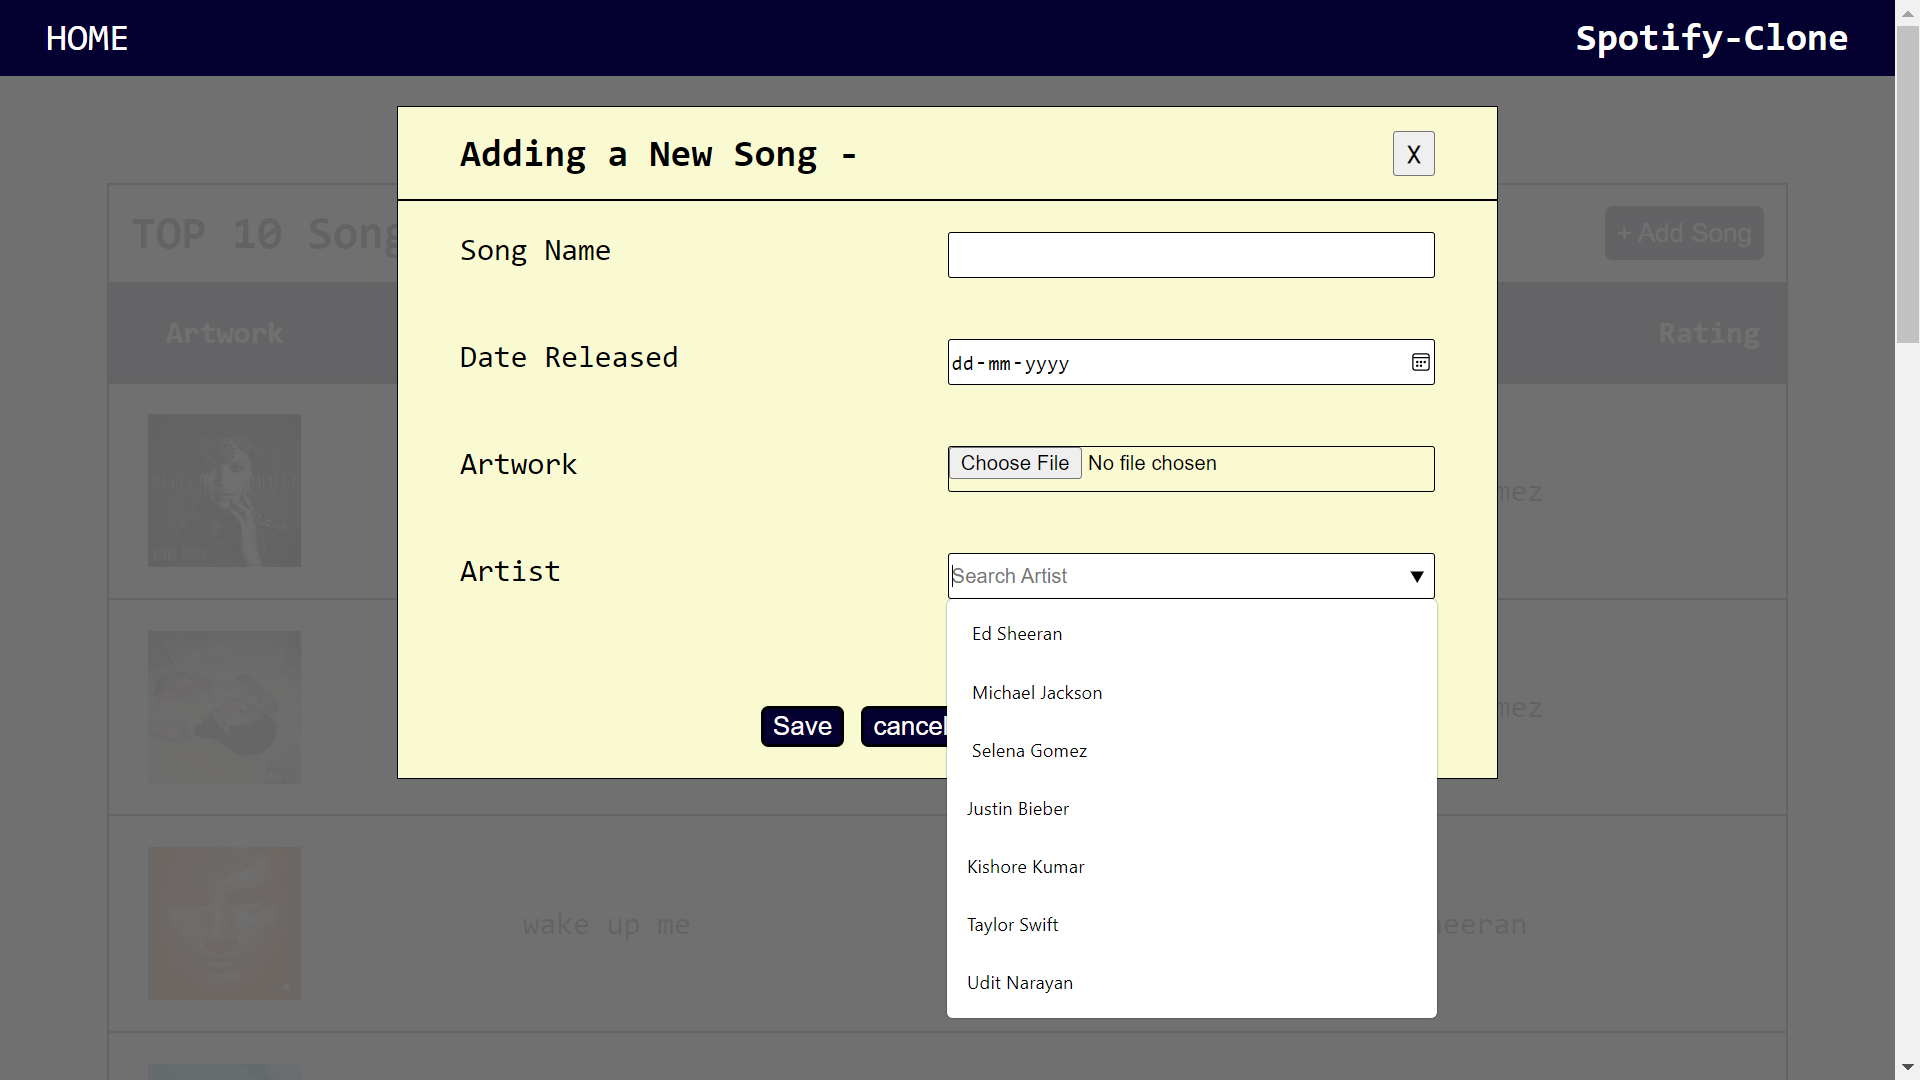 HOME
Spotify-Clone
Adding a New Song -
X
TOP 10 Song
+ Add Song
Song Name
Artwork
Rating
Date Released
dd-mm-yyyy
Artwork
Choose File No file chosen
mez
Artist
Search Artist
Ed Sheeran
Michael Jackson
mez
Save
cancel
Selena Gomez
Justin Bieber
Kishore Kumar
wake up me
Taylor Swift
heeran
Udit Narayan